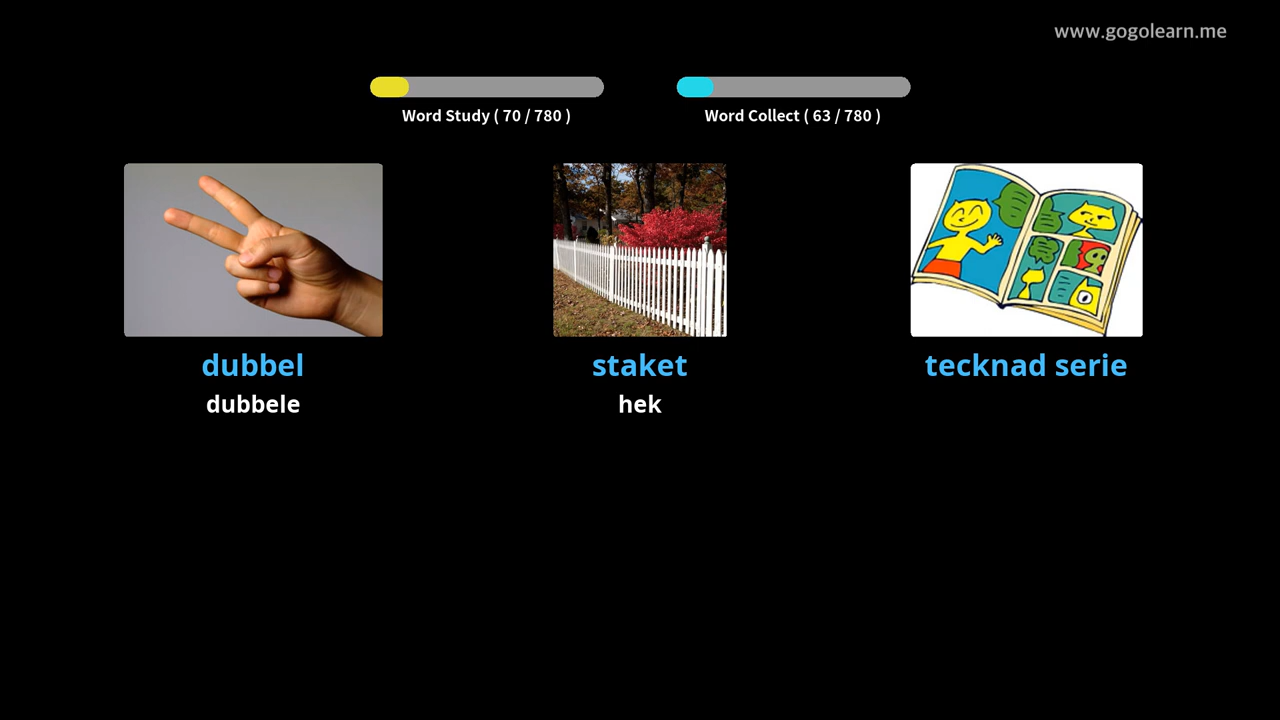 www.gogolearn.me
Word Study ( 70 / 780 )
Word Collect ( 63 / 780 )
dubbel
dubbele
staket
hek
tecknad serie